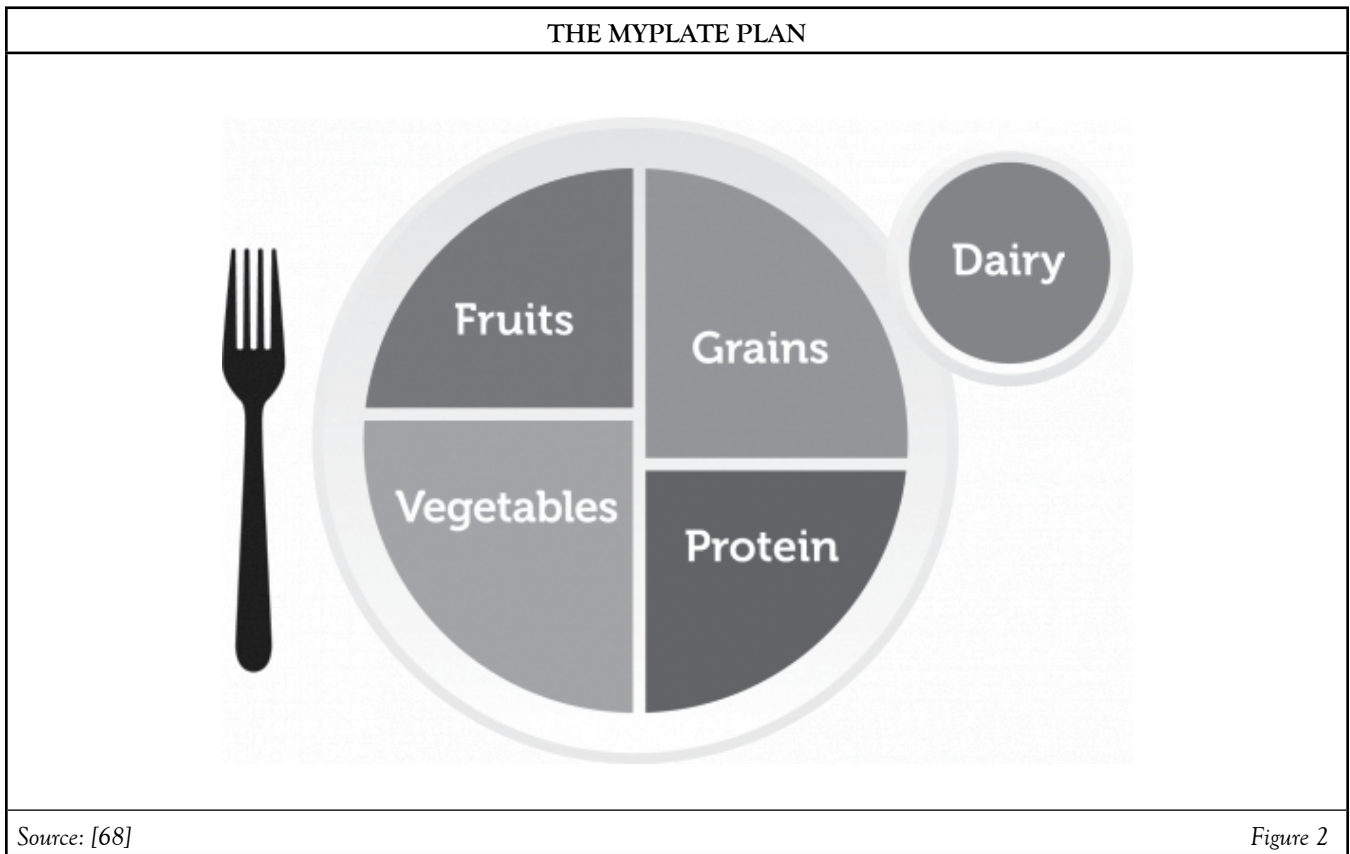 THE MYPLATE PLAN
Dairy
Fruits
Grains
Vegetables
Protein
Source: [68]
Figure 2